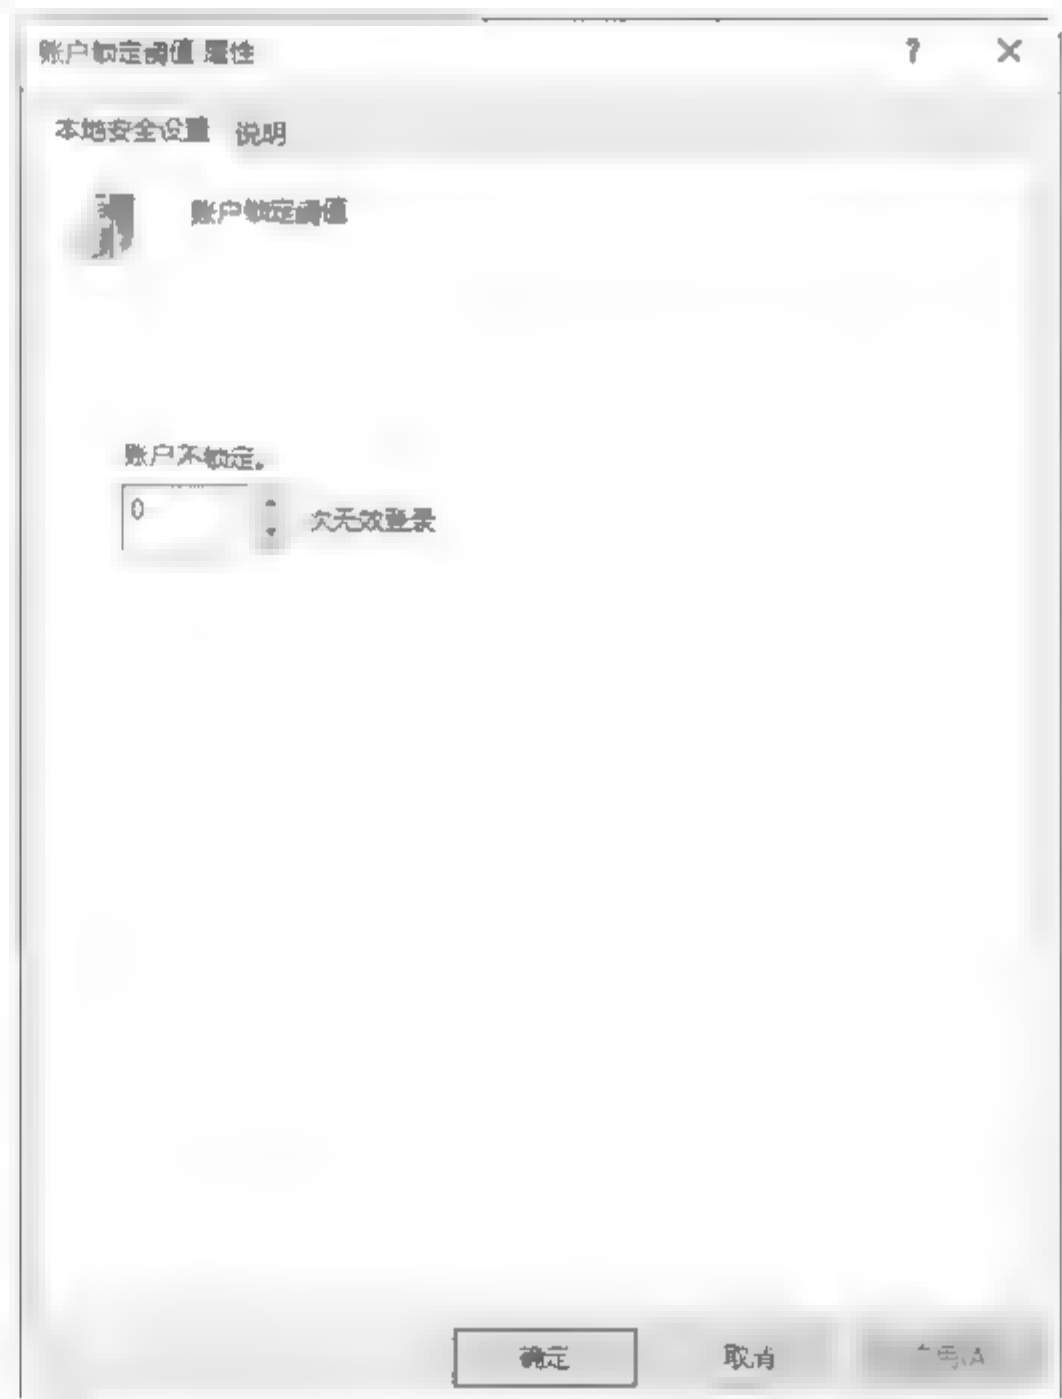 账户锁定阈值 属性
?
本地安全设置 说明
账户锁定阈值
账户不锁定。
0
次无效登录
确定
取消